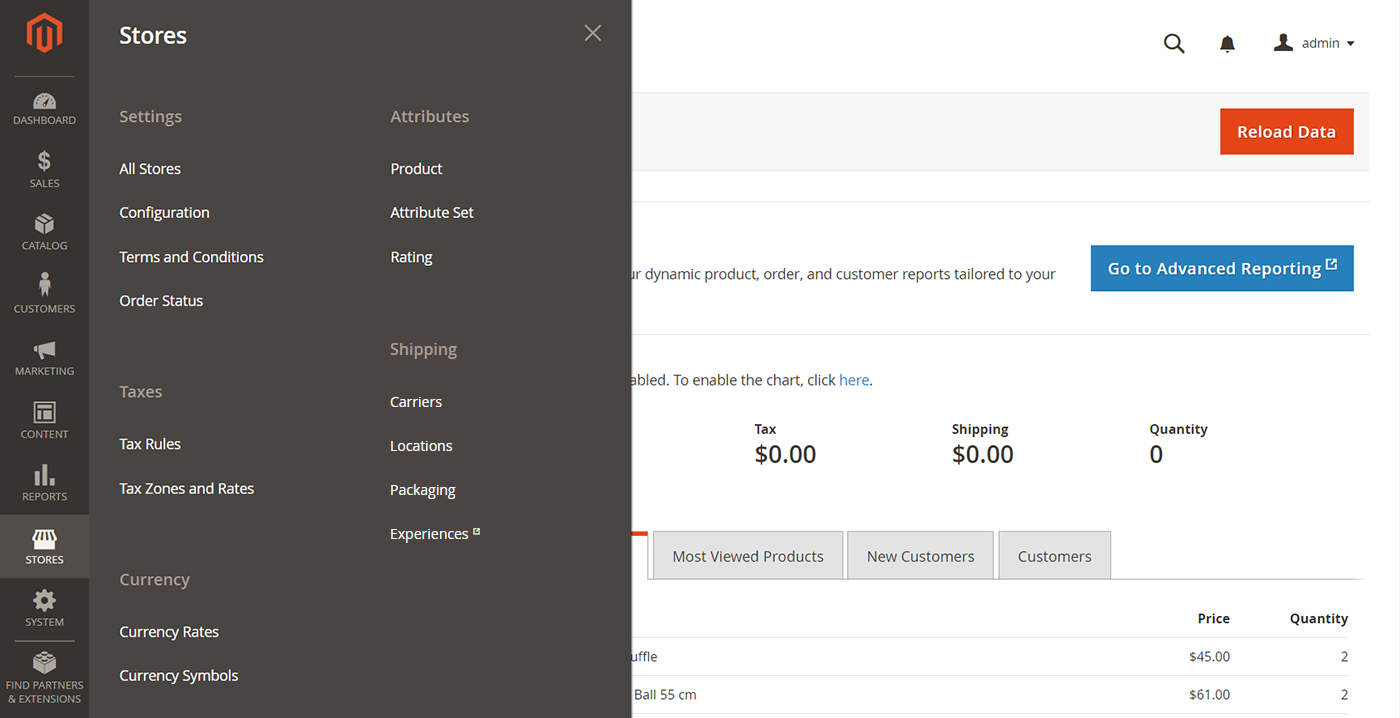 DASHBOARD
SALES
CATALOG
CUSTOMERS
MARKETING
CONTENT
REPORTS
STORES
SYSTEM
FIND PARTNERS
& EXTENSIONS
Stores
Settings
All Stores
Configuration
Terms and Conditions
Order Status
Taxes
Tax Rules
Tax Zones and Rates
Currency
Currency Rates
Currency Symbols
Attributes
Product
Attribute Set
Rating
Shipping
Carriers
Locations
Packaging
Experiences
admin
Reload Data
ur dynamic product, order, and customer reports tailored to your
Go to Advanced Reporting
abled. To enable the chart, click here.
Tax Shipping Quantity
$0.00 $0.00 0
Most Viewed Products New Customers Customers
Price Quantity
uffle $45.00 2
Ball 55 cm $61.00 2